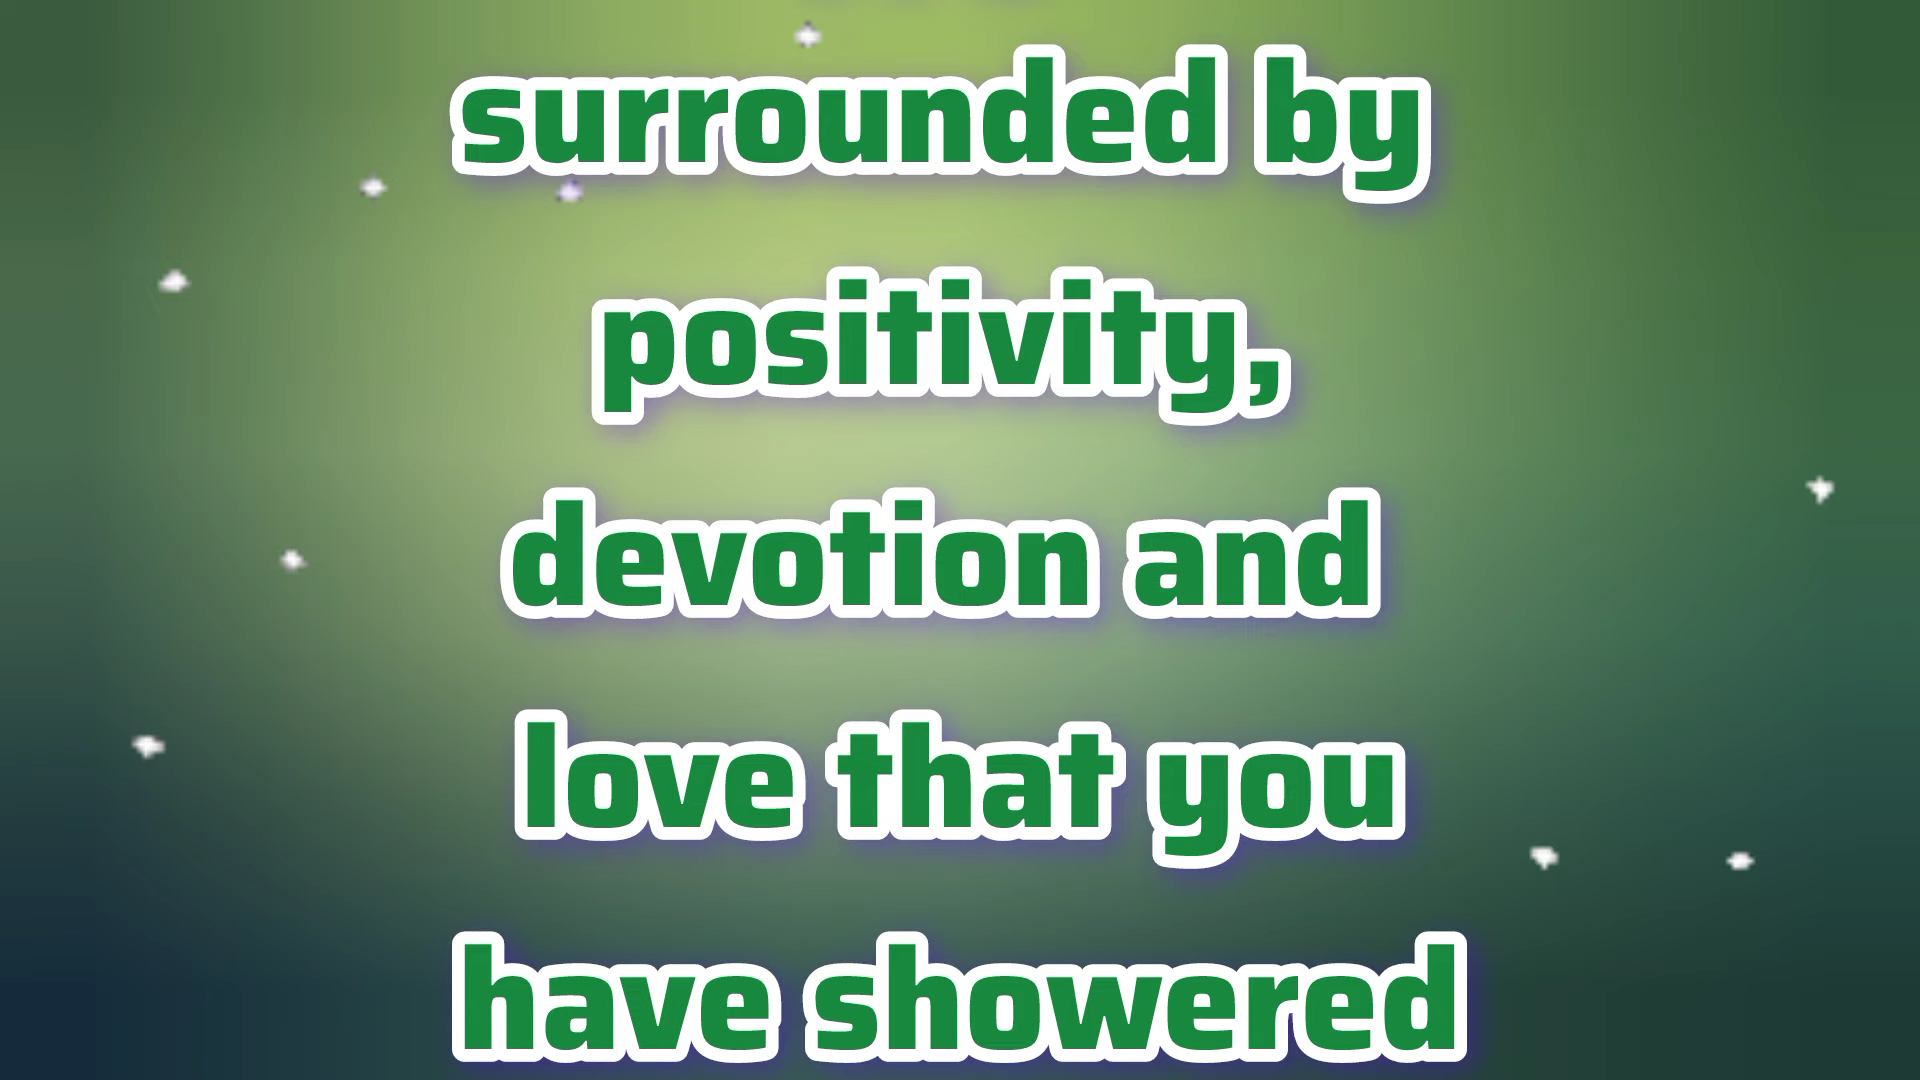 surrounded by
positivity,
devotion and
love that you
have showered